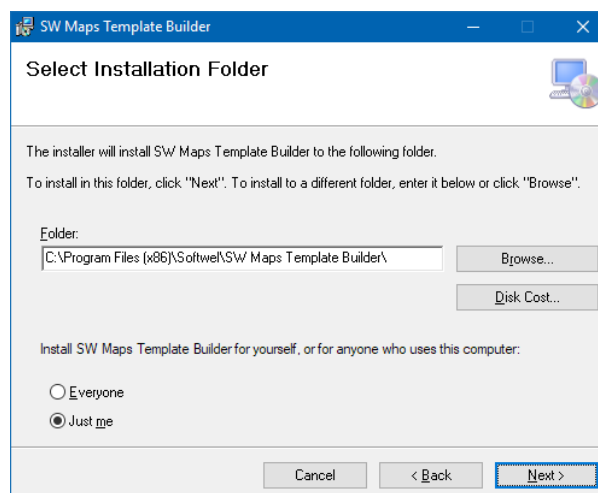 SW Maps Template Builder
Select Installation Folder
The installer will install SW Maps Template Builder to the following folder.
To install in this folder, click "Next". To install to a different folder, enter it below or click "Browse".
Folder:
C:\Program Files (x86)\Softwel\SW Maps Template Builder\
Browse...
Disk Cost...
Install SW Maps Template Builder for yourself, or for anyone who uses this computer:
Everyone
Just me
Cancel
< Back
Next >